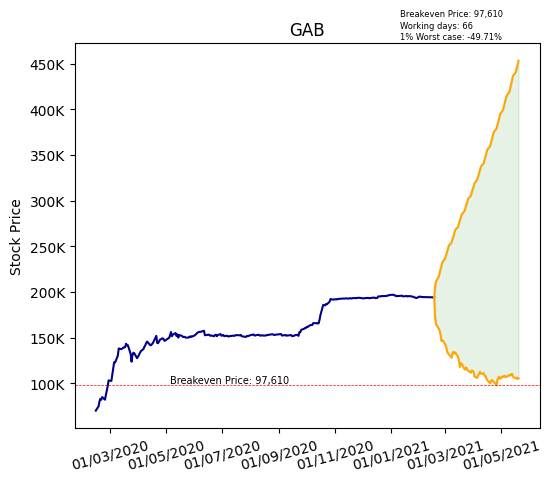 Breakeven Price: 97,610
Working days: 66
1% Worst case: -49.71%
GAB
Stock Price
450K
400K
350K
300K
250K
200K
150K
100K
Breakeven Price: 97,610
01/03/2020
01/05/2020
01/07/2020
01/09/2020
01/11/2020
01/01/2021
01/03/2021
01/05/2021